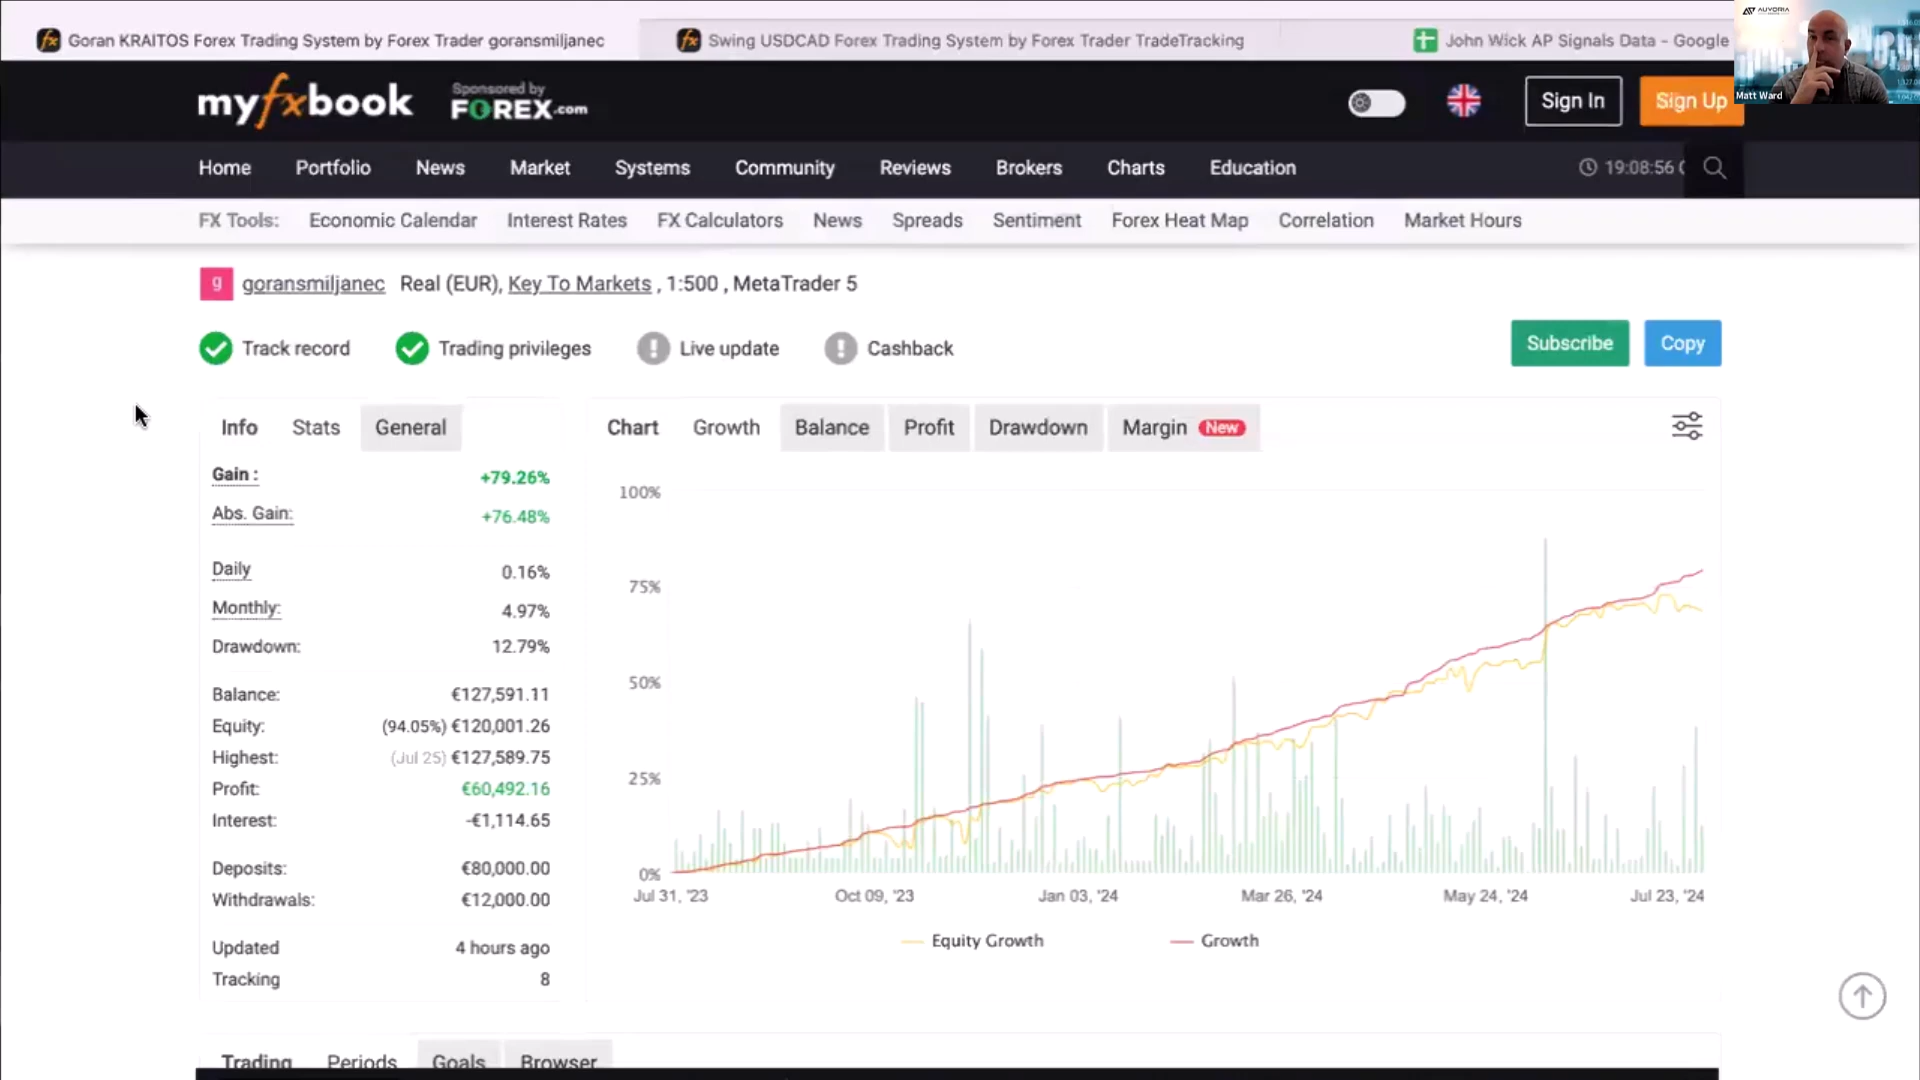 Goran KRAITOS Forex Trading System by Forex Trader goransmiljanec
Swing USDCAD Forex Trading System by Forex Trader TradeTracking
John Wick AP Signals Data - Google
AUVORIA
Matt Ward
myfxbook
Sponsored by
FOREX.com
Sign In
Sign Up
Home Portfolio News Market Systems Community Reviews Brokers Charts Education
19:08:56
FX Tools: Economic Calendar Interest Rates FX Calculators News Spreads Sentiment Forex Heat Map Correlation Market Hours
g goransmiljanec Real (EUR), Key To Markets , 1:500 , MetaTrader 5
Track record Trading privileges Live update Cashback
Subscribe Copy
Info Stats General
Gain : +79.26%
Abs. Gain: +76.48%
Daily 0.16%
Monthly: 4.97%
Drawdown: 12.79%
Balance: €127,591.11
Equity: (94.05%) €120,001.26
Highest: (Jul 25) €127,589.75
Profit: €60,492.16
Interest: -€1,114.65
Deposits: €80,000.00
Withdrawals: €12,000.00
Updated 4 hours ago
Tracking 8
Chart Growth Balance Profit Drawdown Margin New
100%
75%
50%
25%
0%
Jul 31, '23 Oct 09, '23 Jan 03, '24 Mar 26, '24 May 24, '24 Jul 23, '24
Equity Growth Growth
Trading Periods Goals Browser